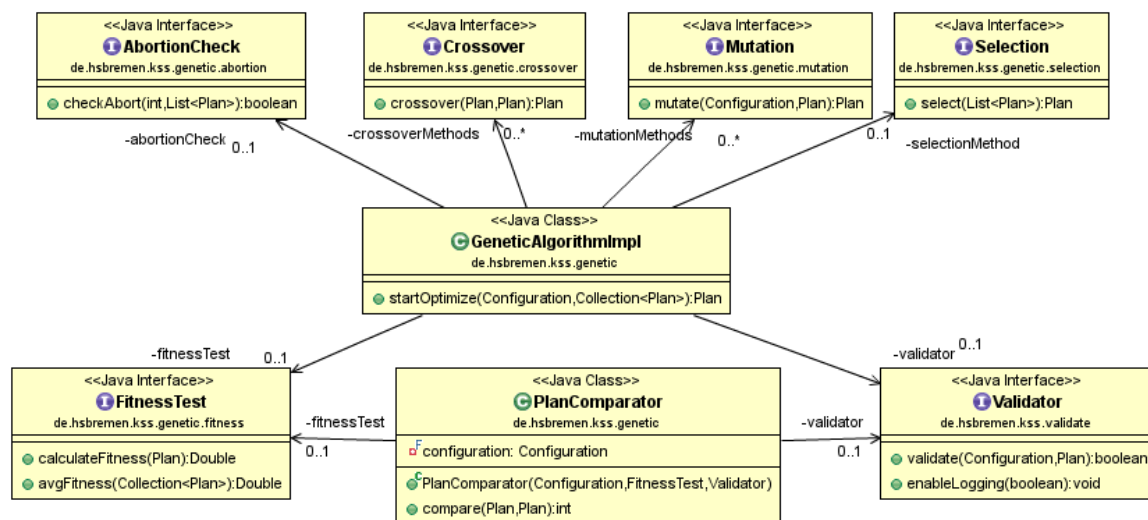 <<Java Interface>>
I AbortionCheck
de.hsbremen.kss.genetic.abortion
checkAbort(int,List<Plan>):boolean
<<Java Interface>>
I Crossover
de.hsbremen.kss.genetic.crossover
crossover(Plan,Plan):Plan
<<Java Interface>>
I Mutation
de.hsbremen.kss.genetic.mutation
mutate(Configuration,Plan):Plan
<<Java Interface>>
I Selection
de.hsbremen.kss.genetic.selection
select(List<Plan>):Plan
-abortionCheck
0..1
-crossoverMethods
0..*
-mutationMethods
0..*
0..1
-selectionMethod
<<Java Class>>
C GeneticAlgorithmImpl
de.hsbremen.kss.genetic
startOptimize(Configuration,Collection<Plan>):Plan
-fitnessTest
0..1
-validator
0..1
<<Java Interface>>
I FitnessTest
de.hsbremen.kss.genetic.fitness
calculateFitness(Plan):Double
avgFitness(Collection<Plan>):Double
-fitnessTest
0..1
<<Java Class>>
C PlanComparator
de.hsbremen.kss.genetic
F configuration: Configuration
C PlanComparator(Configuration,FitnessTest,Validator)
compare(Plan,Plan):int
-validator
0..1
<<Java Interface>>
I Validator
de.hsbremen.kss.validate
validate(Configuration,Plan):boolean
enableLogging(boolean):void